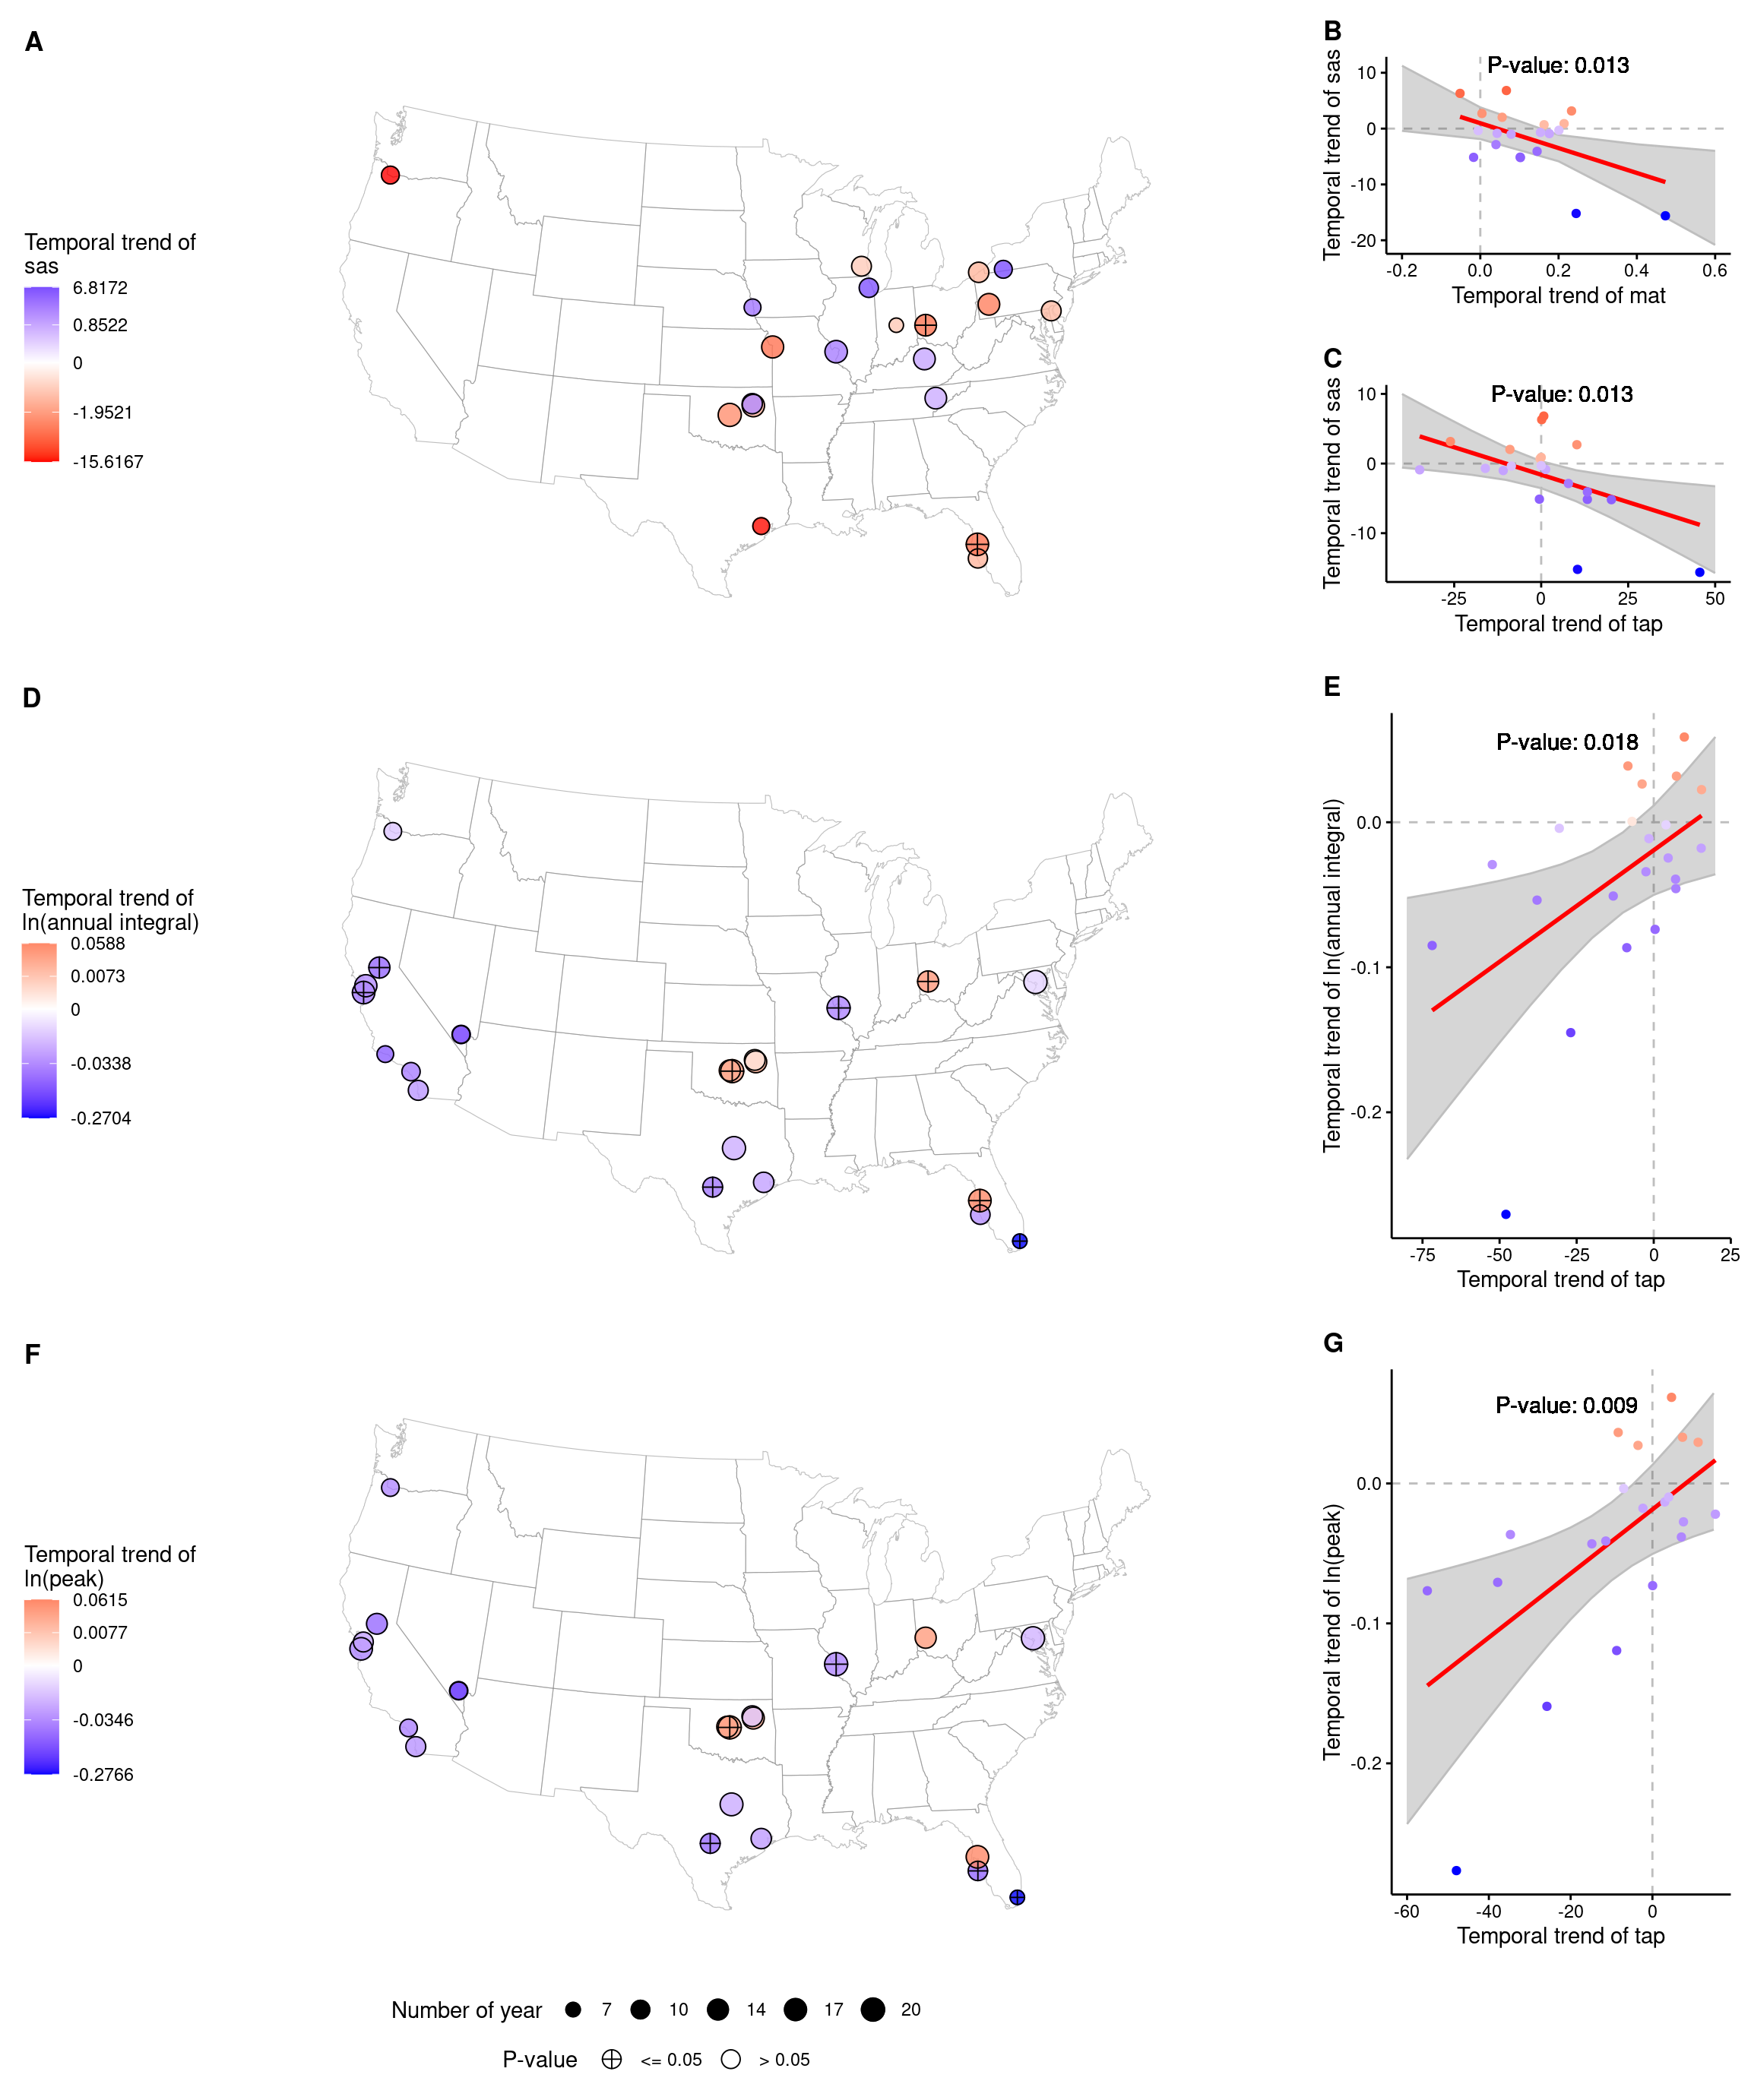 A
Temporal trend of
sas
6.8172
0.8522
0
-1.9521
-15.6167
B
P-value: 0.013
Temporal trend of sas
10
0
-10
-20
-0.2
0.0
0.2
0.4
0.6
Temporal trend of mat
C
P-value: 0.013
Temporal trend of sas
10
0
-10
-25
0
25
50
Temporal trend of tap
D
Temporal trend of
ln(annual integral)
0.0588
0.0073
0
-0.0338
-0.2704
E
P-value: 0.018
Temporal trend of ln(annual integral)
0.0
-0.1
-0.2
-75
-50
-25
0
25
Temporal trend of tap
F
Temporal trend of
ln(peak)
0.0615
0.0077
0
-0.0346
-0.2766
G
P-value: 0.009
Temporal trend of ln(peak)
0.0
-0.1
-0.2
-60
-40
-20
0
Temporal trend of tap
Number of year 7 10 14 17 20
P-value <= 0.05 > 0.05